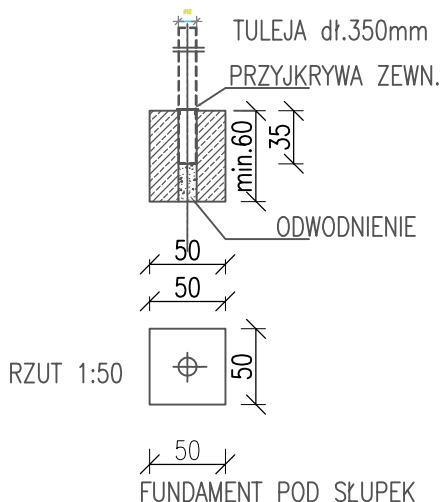 TULEJA dł.350mm
PRZYJKRYWA ZEWN.
min.60
35
ODWODNIENIE
50
50
RZUT 1:50
50
50
FUNDAMENT POD SŁUPEK